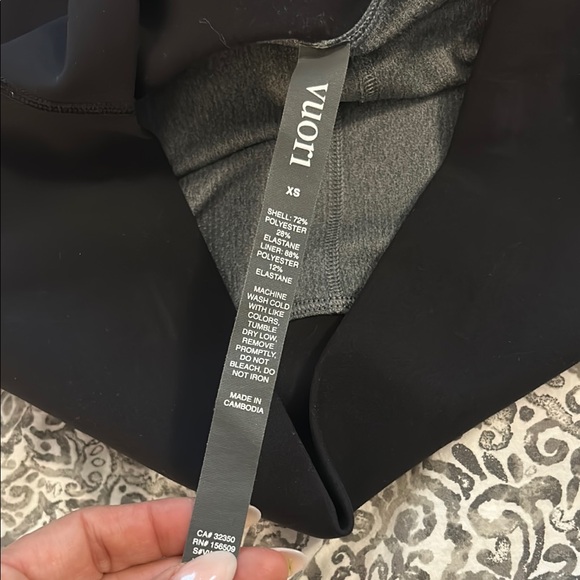 vuori
XS
SHELL: 72%
POLYESTER
28%
ELASTANE
LINER: 88%
POLYESTER
12%
ELASTANE
MACHINE
WASH COLD
WITH LIKE
COLORS,
TUMBLE
DRY LOW,
REMOVE
PROMPTLY,
DO NOT
BLEACH, DO
NOT IRON
MADE IN
CAMBODIA
CA# 32350
RN# 156509